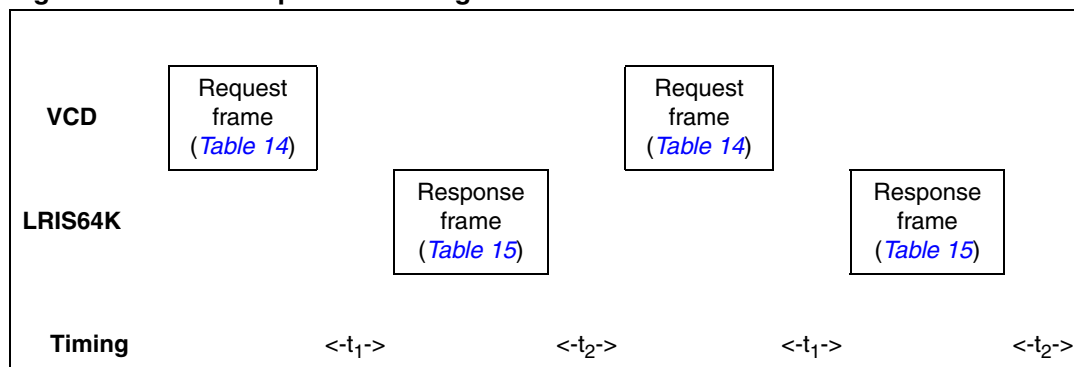 VCD
Request
frame
(Table 14)
Request
frame
(Table 14)
LRIS64K
Response
frame
(Table 15)
Response
frame
(Table 15)
Timing <-t1-> <-t2-> <-t1-> <-t2->